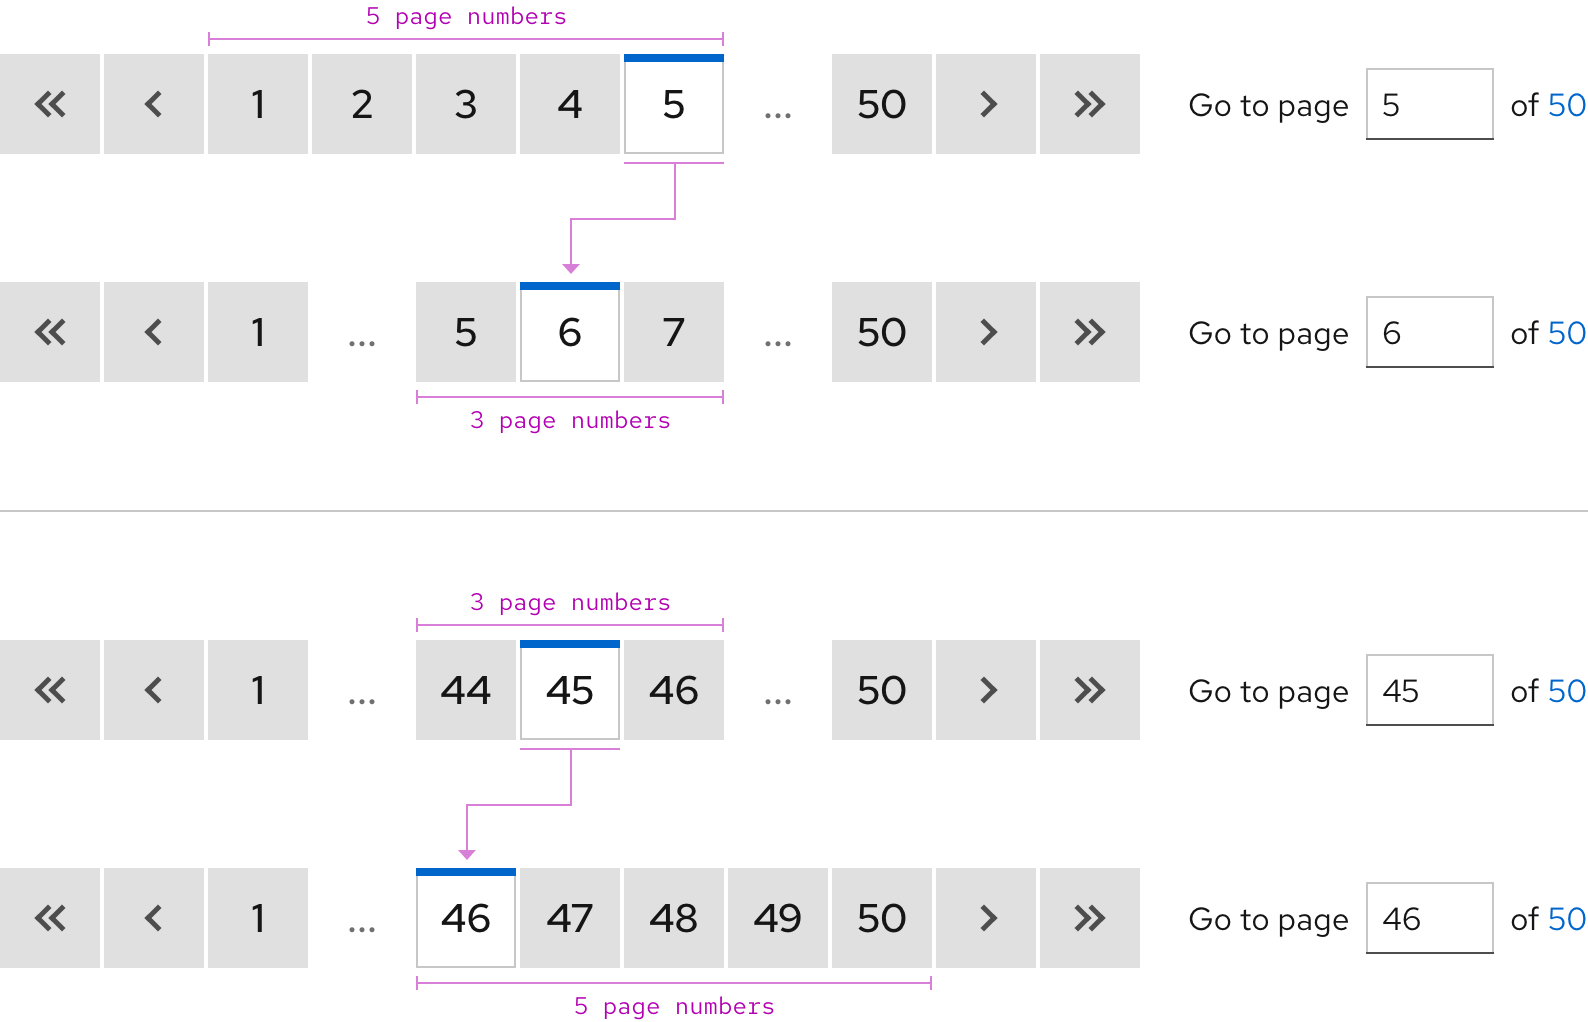 5 page numbers
1 2 3 4 5 ... 50 Go to page 5 of 50
1 ... 5 6 7 ... 50 Go to page 6 of 50
3 page numbers
3 page numbers
1 ... 44 45 46 ... 50 Go to page 45 of 50
1 ... 46 47 48 49 50 Go to page 46 of 50
5 page numbers